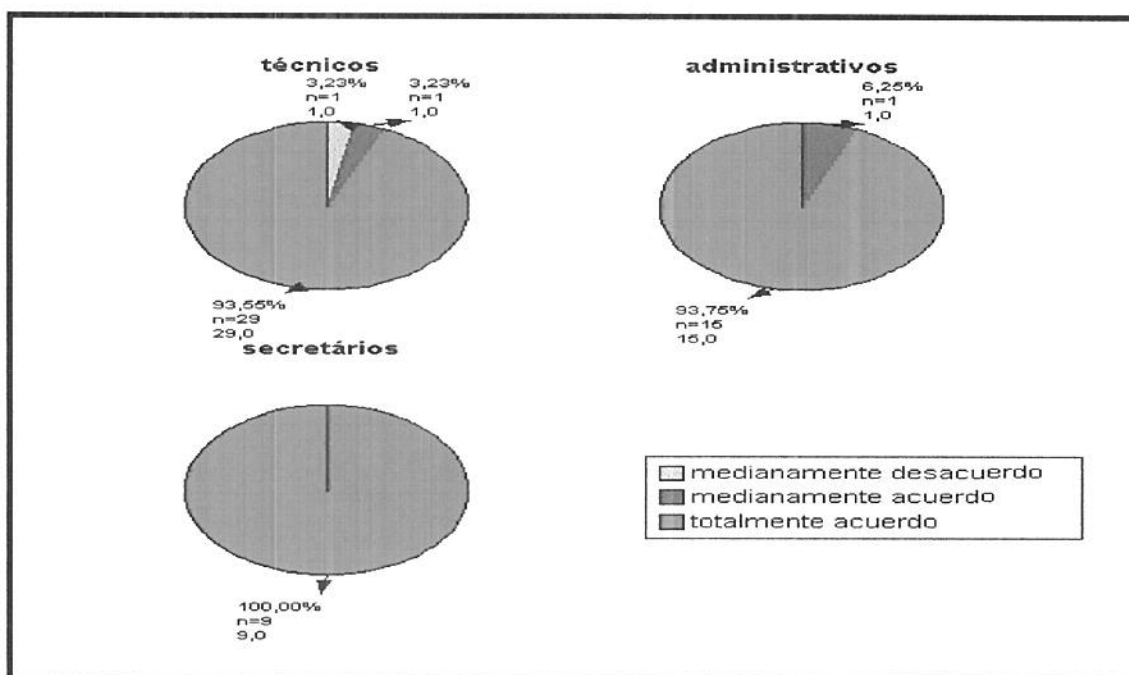 técnicos
3,23%
n=1
1,0
3,23%
n=1
1,0
93,55%
n=29
29,0
administrativos
6,25%
n=1
1,0
93,75%
n=15
15,0
secretários
100,00%
n=9
9,0
medianamente desacuerdo
medianamente acuerdo
totalmente acuerdo